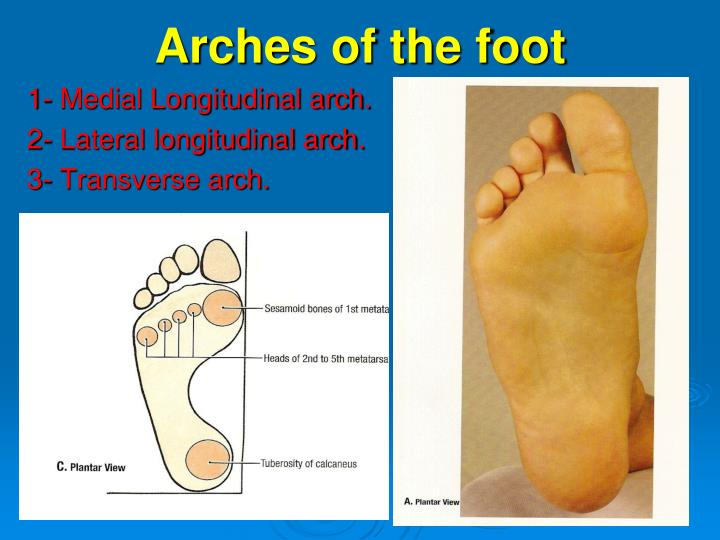 Arches of the foot
1- Medial Longitudinal arch.
2- Lateral longitudinal arch.
3- Transverse arch.
Sesamoid bones of 1st metata
Heads of 2nd to 5th metatarsa
Tuberosity of calcaneus
C. Plantar View
A. Plantar View